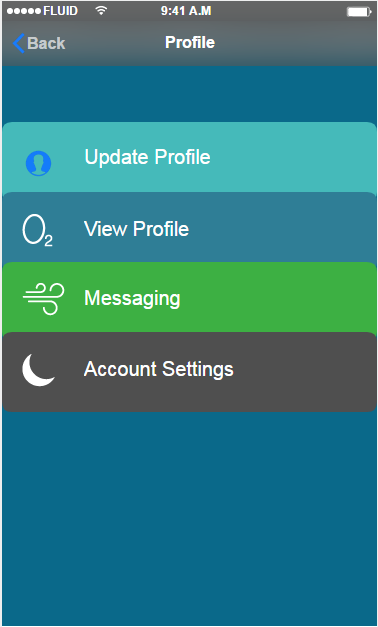 FLUID 9:41 A.M
Back Profile
Update Profile
O2 View Profile
Messaging
Account Settings